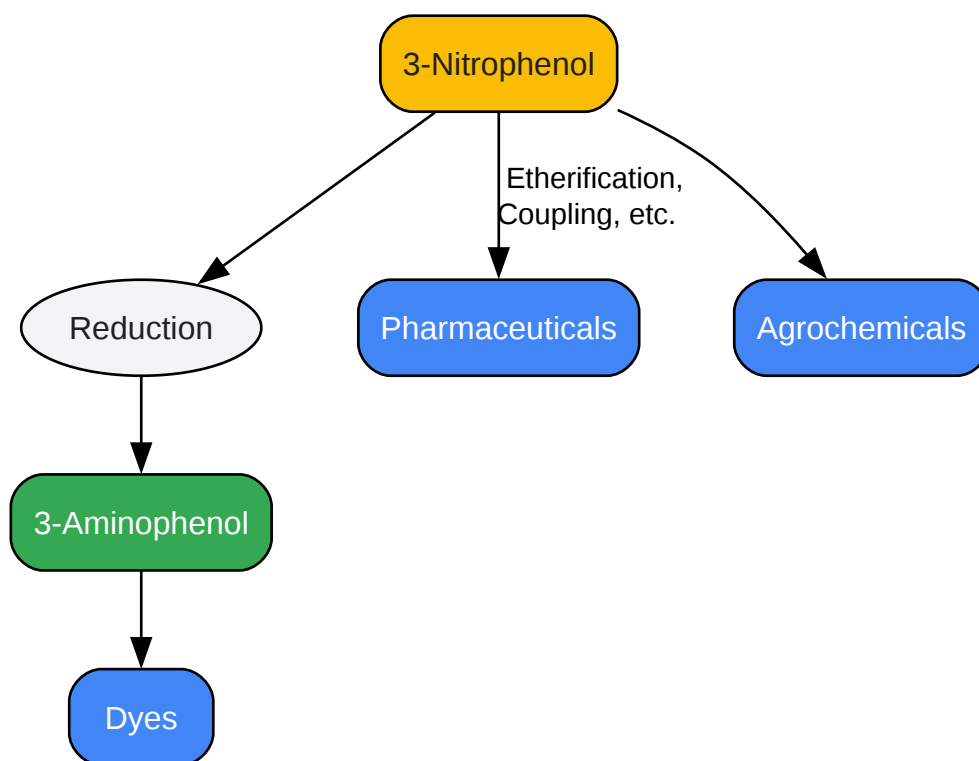 3-Nitrophenol
Etherification,
Coupling, etc.
Reduction
Pharmaceuticals
Agrochemicals
3-Aminophenol
Dyes